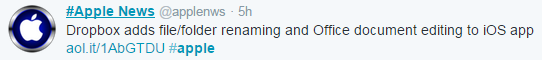 #Apple News @applenws · 5h
Dropbox adds file/folder renaming and Office document editing to iOS app
aol.it/1AbGTDU #apple